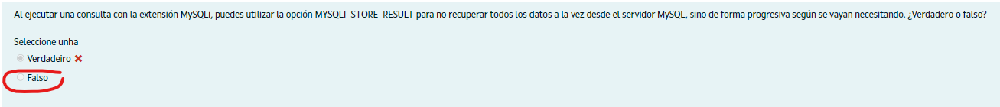 Al ejecutar una consulta con la extensión MySQLi, puedes utilizar la opción MYSQLI_STORE_RESULT para no recuperar todos los datos a la vez desde el servidor MySQL, sino de forma progresiva según se vayan necesitando. ¿Verdadero o falso?
Seleccione unha
Verdadeiro
Falso